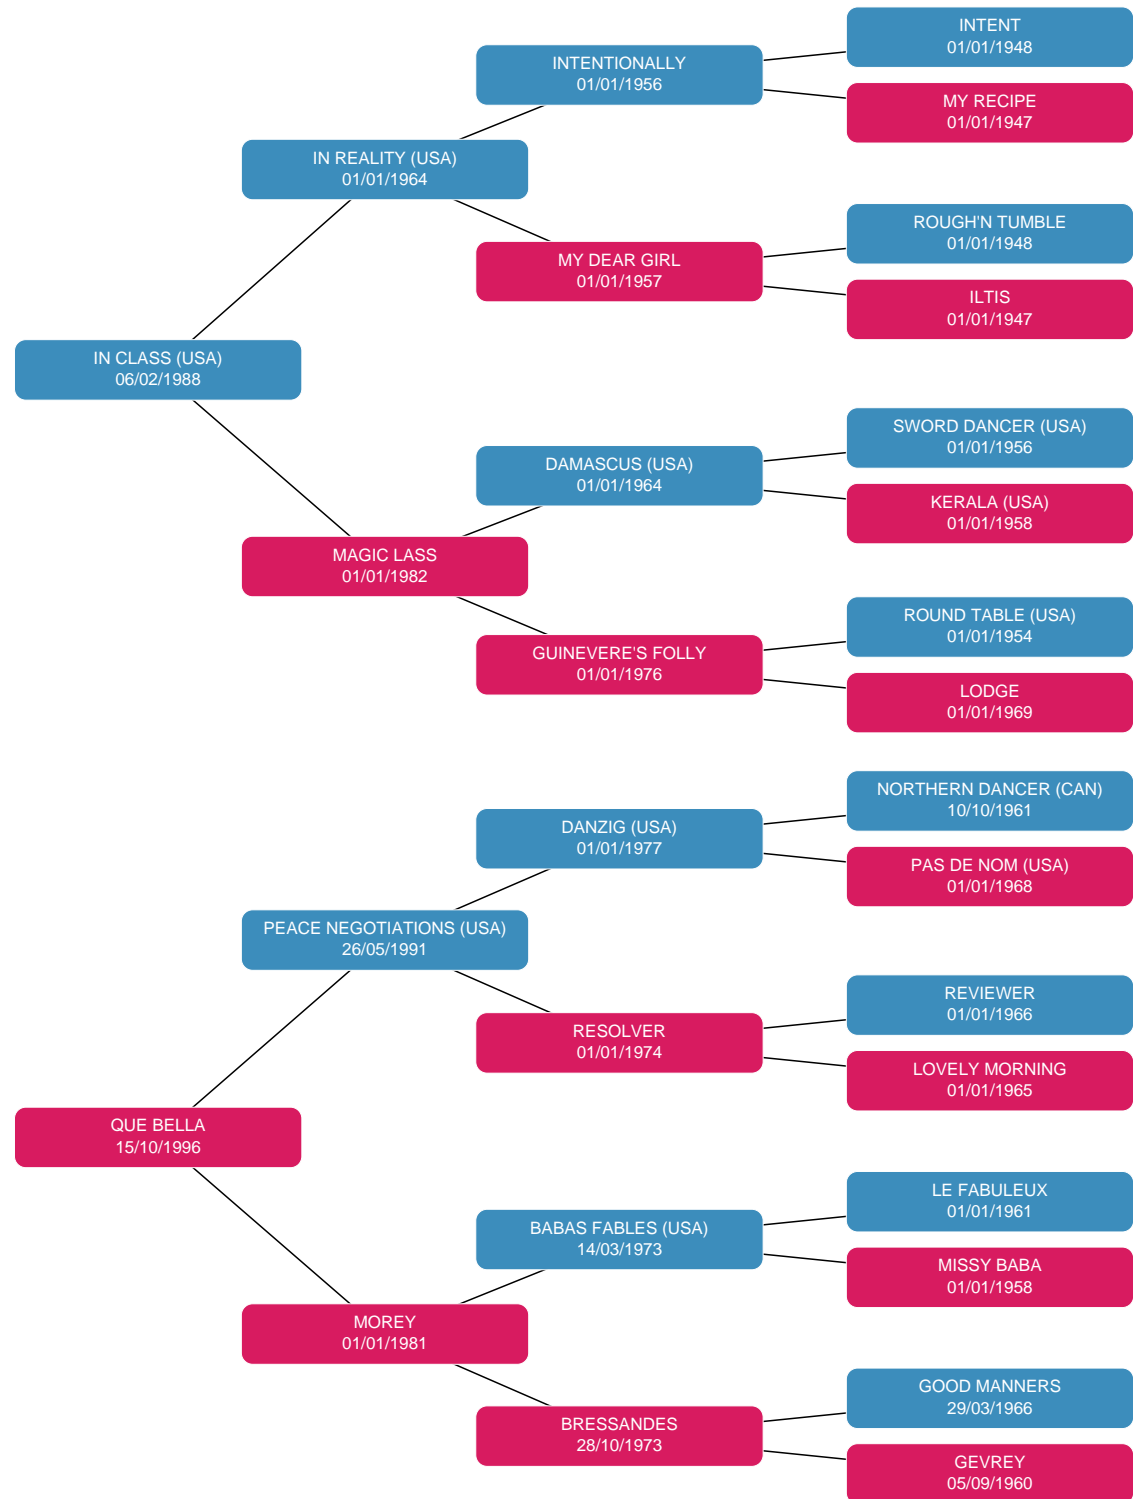 INTENT
01/01/1948
INTENTIONALLY
01/01/1956
MY RECIPE
01/01/1947
IN REALITY (USA)
01/01/1964
ROUGH'N TUMBLE
01/01/1948
MY DEAR GIRL
01/01/1957
ILTIS
01/01/1947
IN CLASS (USA)
06/02/1988
SWORD DANCER (USA)
01/01/1956
DAMASCUS (USA)
01/01/1964
KERALA (USA)
01/01/1958
MAGIC LASS
01/01/1982
ROUND TABLE (USA)
01/01/1954
GUINEVERE'S FOLLY
01/01/1976
LODGE
01/01/1969
NORTHERN DANCER (CAN)
10/10/1961
DANZIG (USA)
01/01/1977
PAS DE NOM (USA)
01/01/1968
PEACE NEGOTIATIONS (USA)
26/05/1991
REVIEWER
01/01/1966
RESOLVER
01/01/1974
LOVELY MORNING
01/01/1965
QUE BELLA
15/10/1996
LE FABULEUX
01/01/1961
BABAS FABLES (USA)
14/03/1973
MISSY BABA
01/01/1958
MOREY
01/01/1981
GOOD MANNERS
29/03/1966
BRESSANDES
28/10/1973
GEVREY
05/09/1960